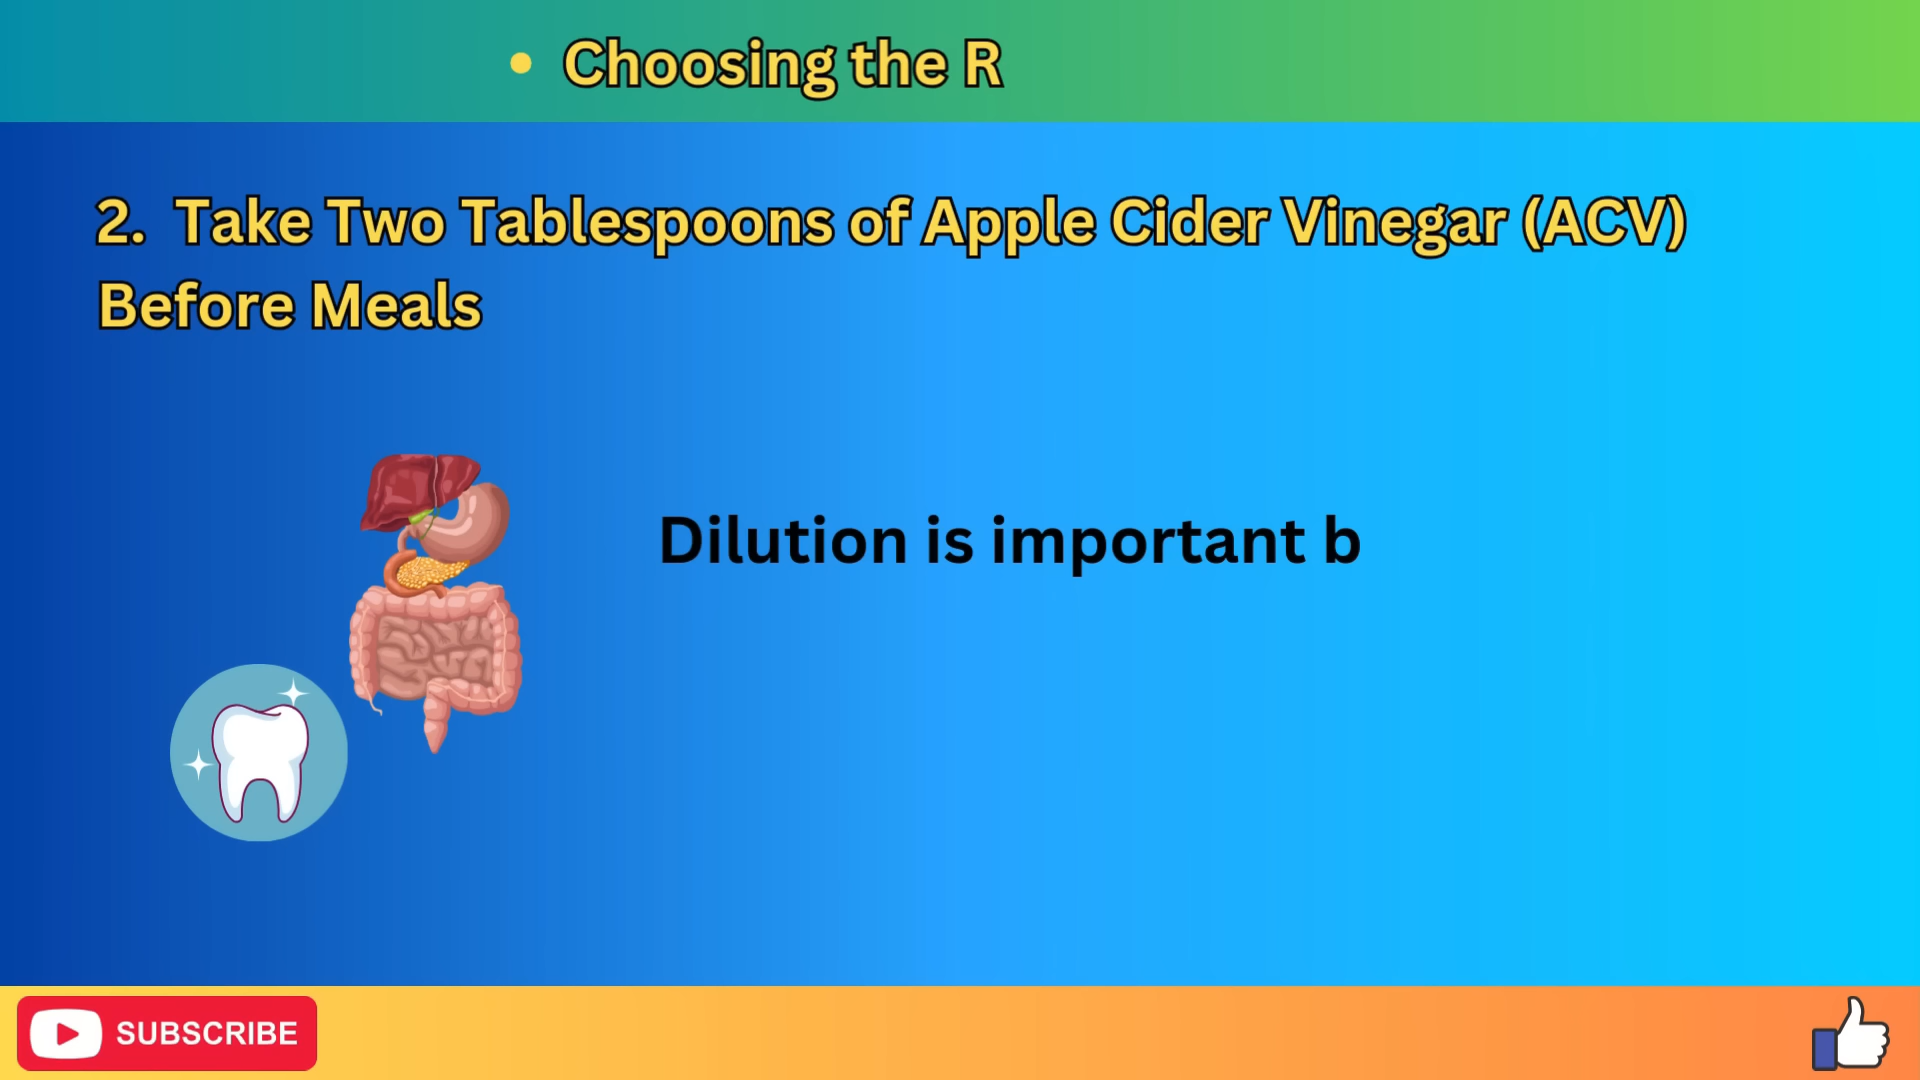 • Choosing the R
2. Take Two Tablespoons of Apple Cider Vinegar (ACV)
Before Meals
Dilution is important b
SUBSCRIBE